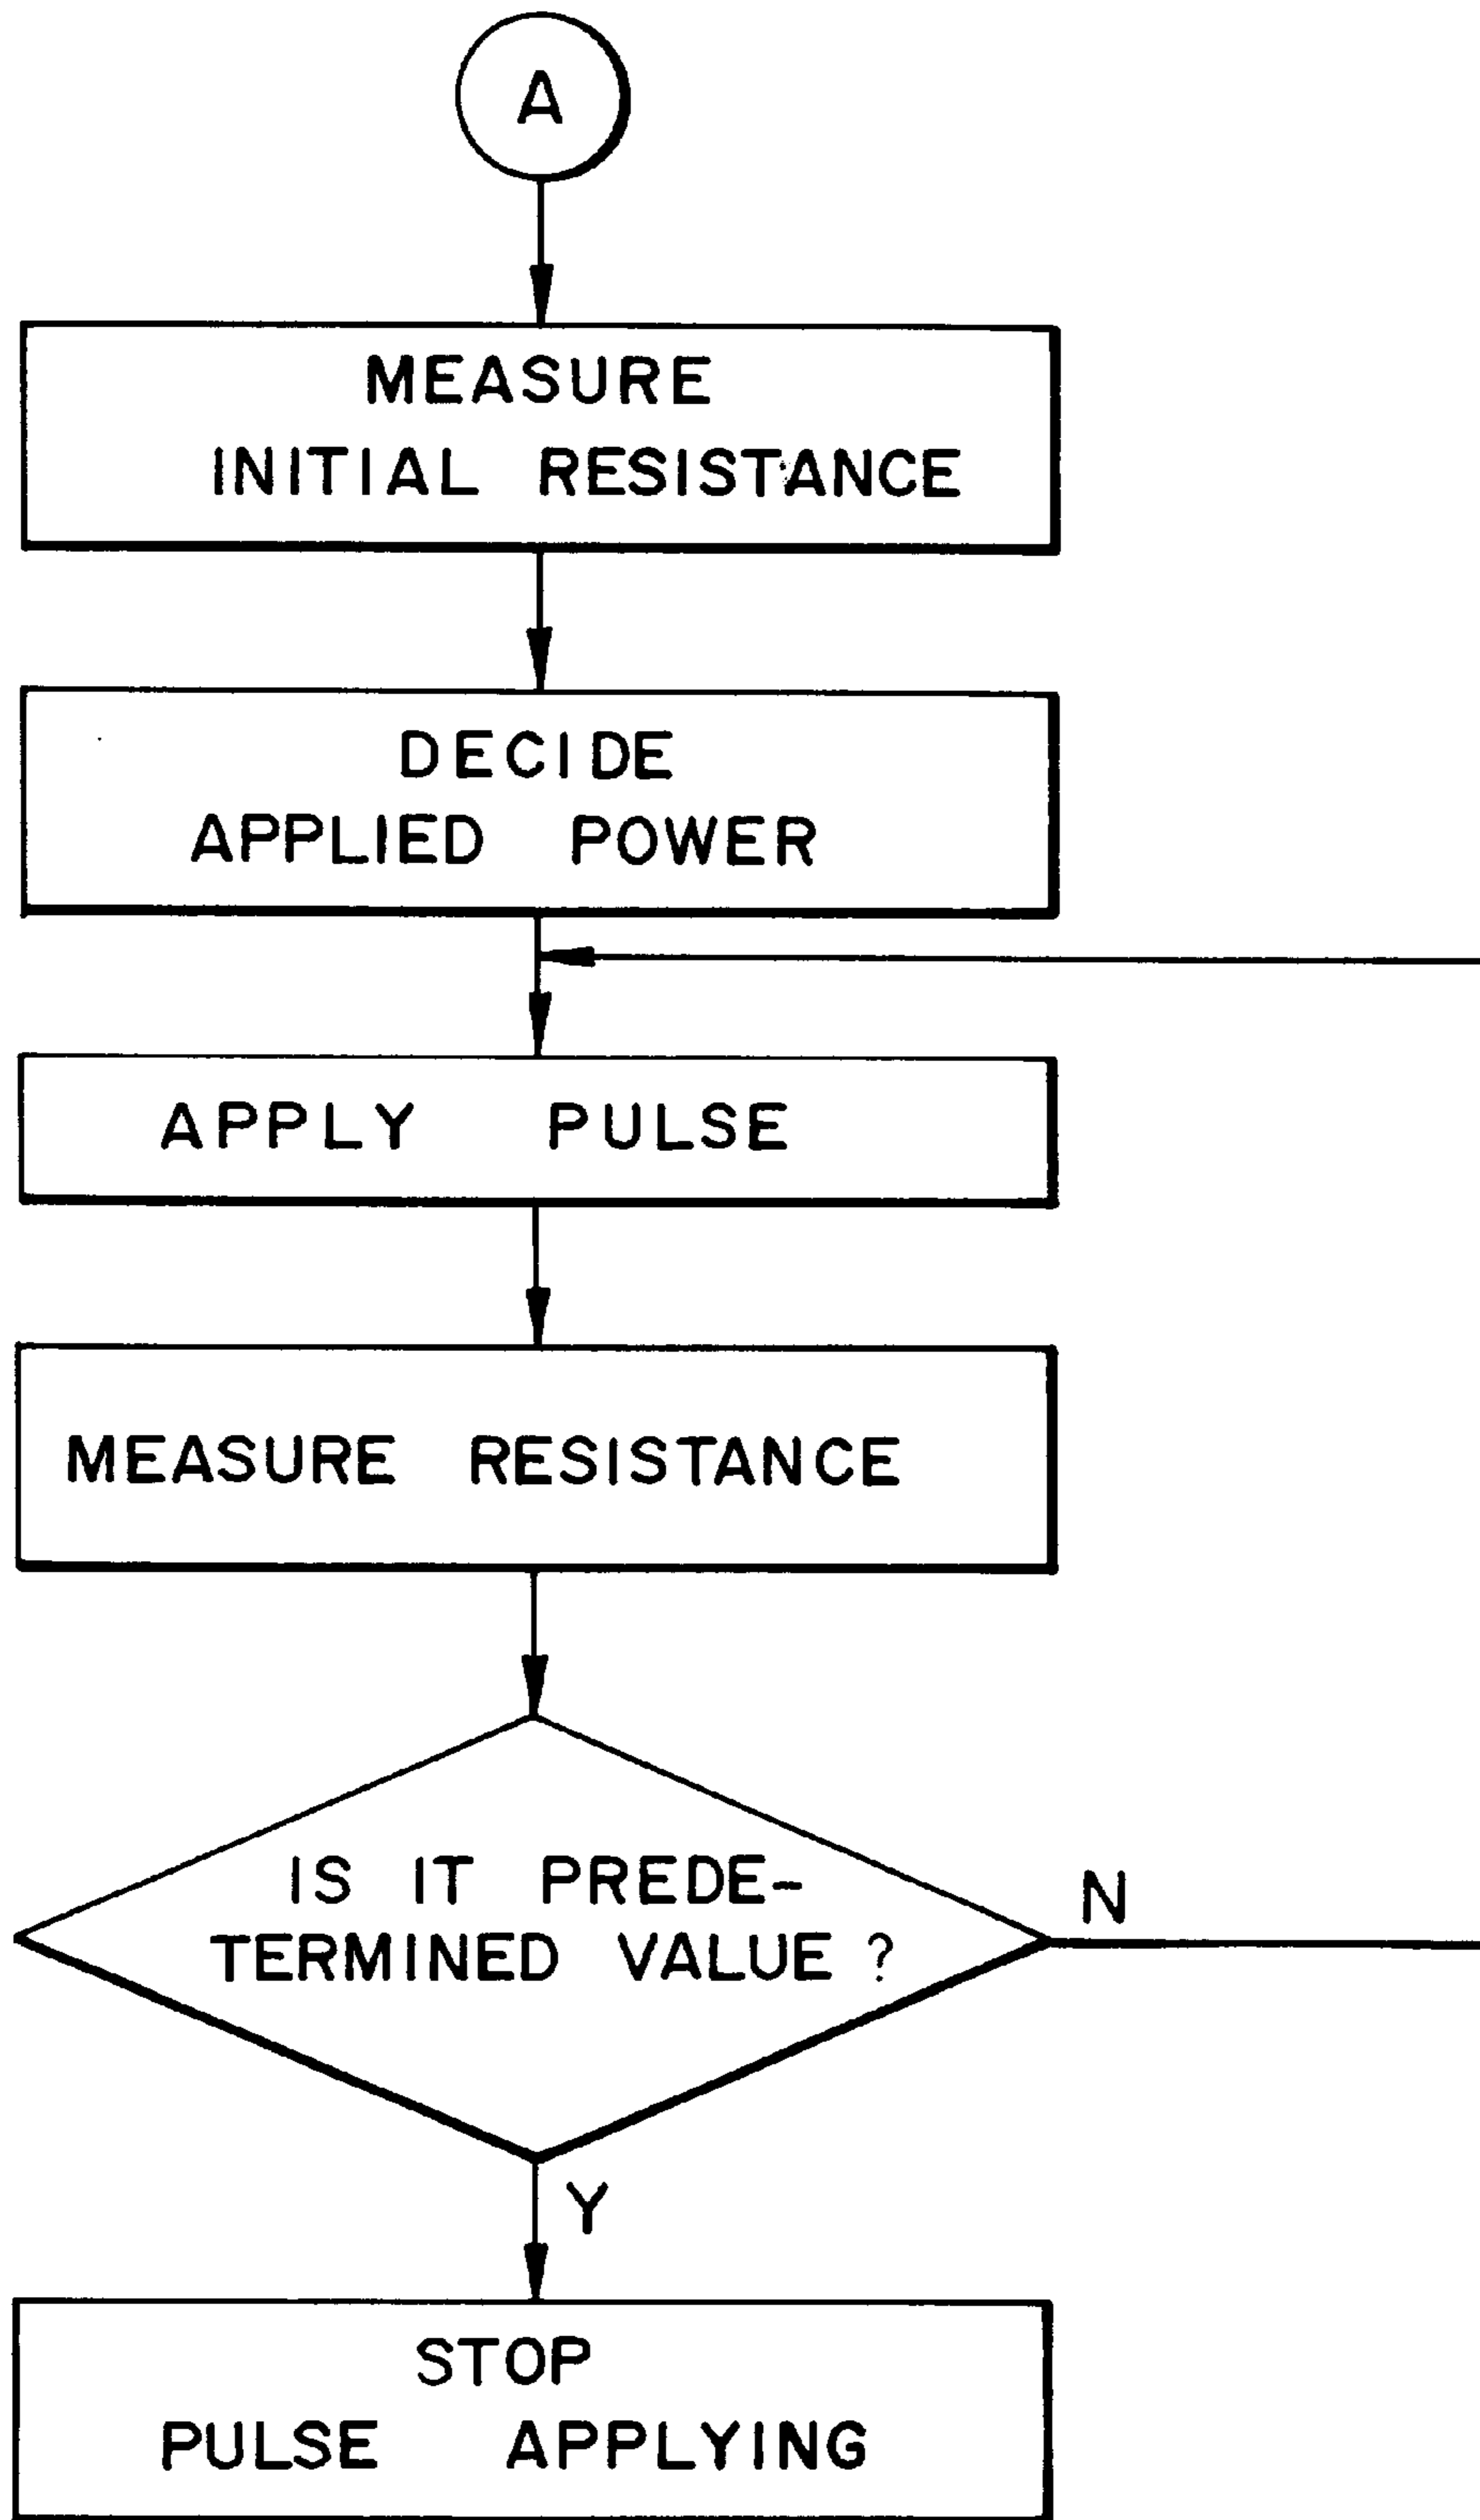 A
MEASURE
INITIAL RESISTANCE
DECIDE
APPLIED POWER
APPLY PULSE
MEASURE RESISTANCE
IS IT PREDE-
TERMINED VALUE ?
N
Y
STOP
PULSE APPLYING